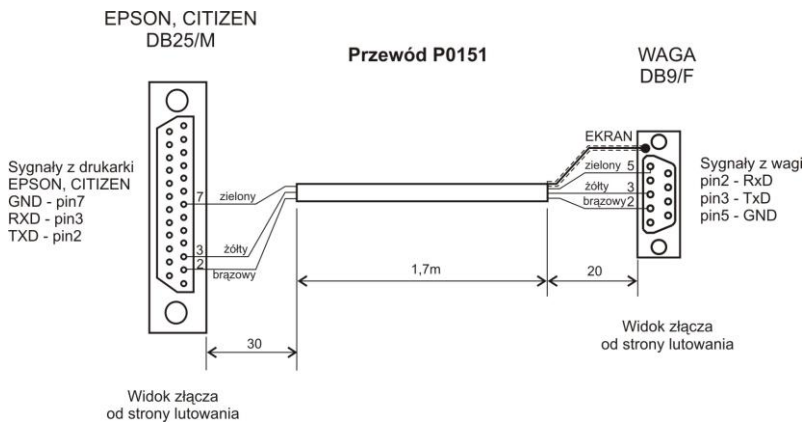 EPSON, CITIZEN
DB25/M
Przewód P0151
WAGA
DB9/F
Sygnały z drukarki
EPSON, CITIZEN
GND - pin7
RXD - pin3
TXD - pin2
7
zielony
3
żółty
2
brązowy
EKRAN
zielony 5
żółty 3
brązowy 2
Sygnały z wagi
pin2 - RxD
pin3 - TxD
pin5 - GND
1,7m
20
30
Widok złącza
od strony lutowania
Widok złącza
od strony lutowania